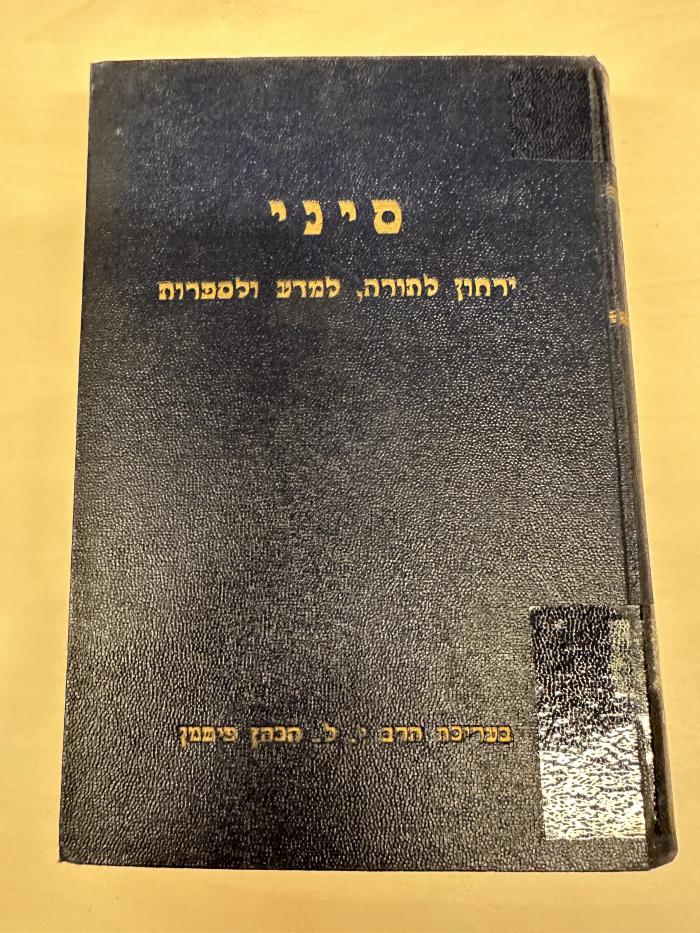 סיני
ירחון לתורה, למדע ולספרות
בעריכת הרב י. ל. הכהן פישמן